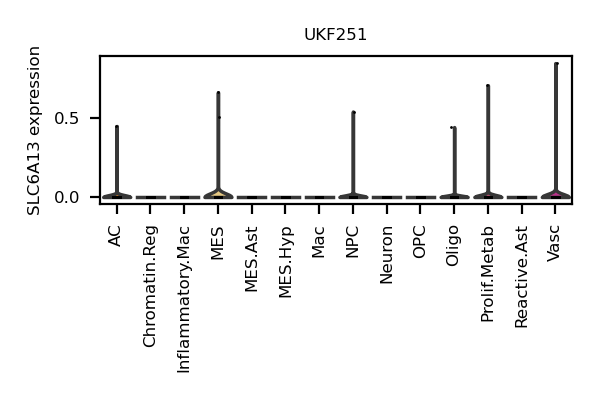 UKF251
SLC6A13 expression
0.5
0.0
AC
Chromatin.Reg
Inflammatory.Mac
MES
MES.Ast
MES.Hyp
Mac
NPC
Neuron
OPC
Oligo
Prolif.Metab
Reactive.Ast
Vasc